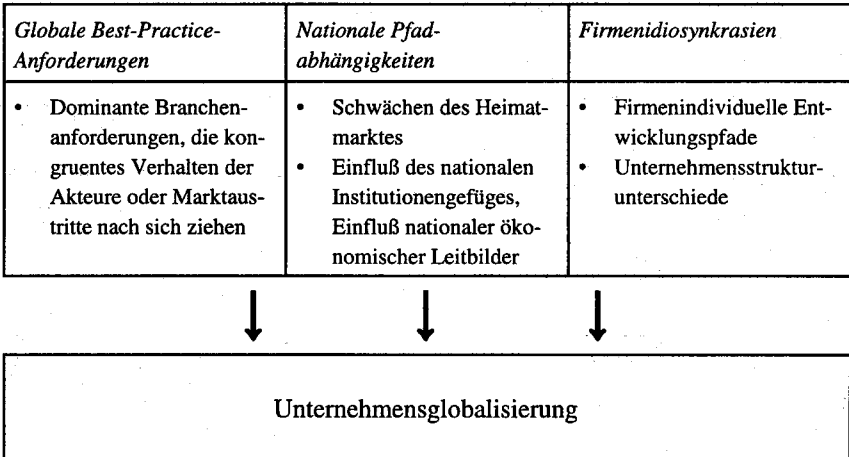 Globale Best-Practice-
Anforderungen
• Dominante Branchen-
anforderungen, die kon-
gruentes Verhalten der
Akteure oder Marktaus-
tritte nach sich ziehen
Nationale Pfad-
abhängigkeiten
• Schwächen des Heimat-
marktes
• Einfluß des nationalen
Institutionengefüges,
Einfluß nationaler öko-
nomischer Leitbilder
Firmenidiosynkrasien
• Firmenindividuelle Ent-
wicklungspfade
• Unternehmensstruktur-
unterschiede
Unternehmensglobalisierung